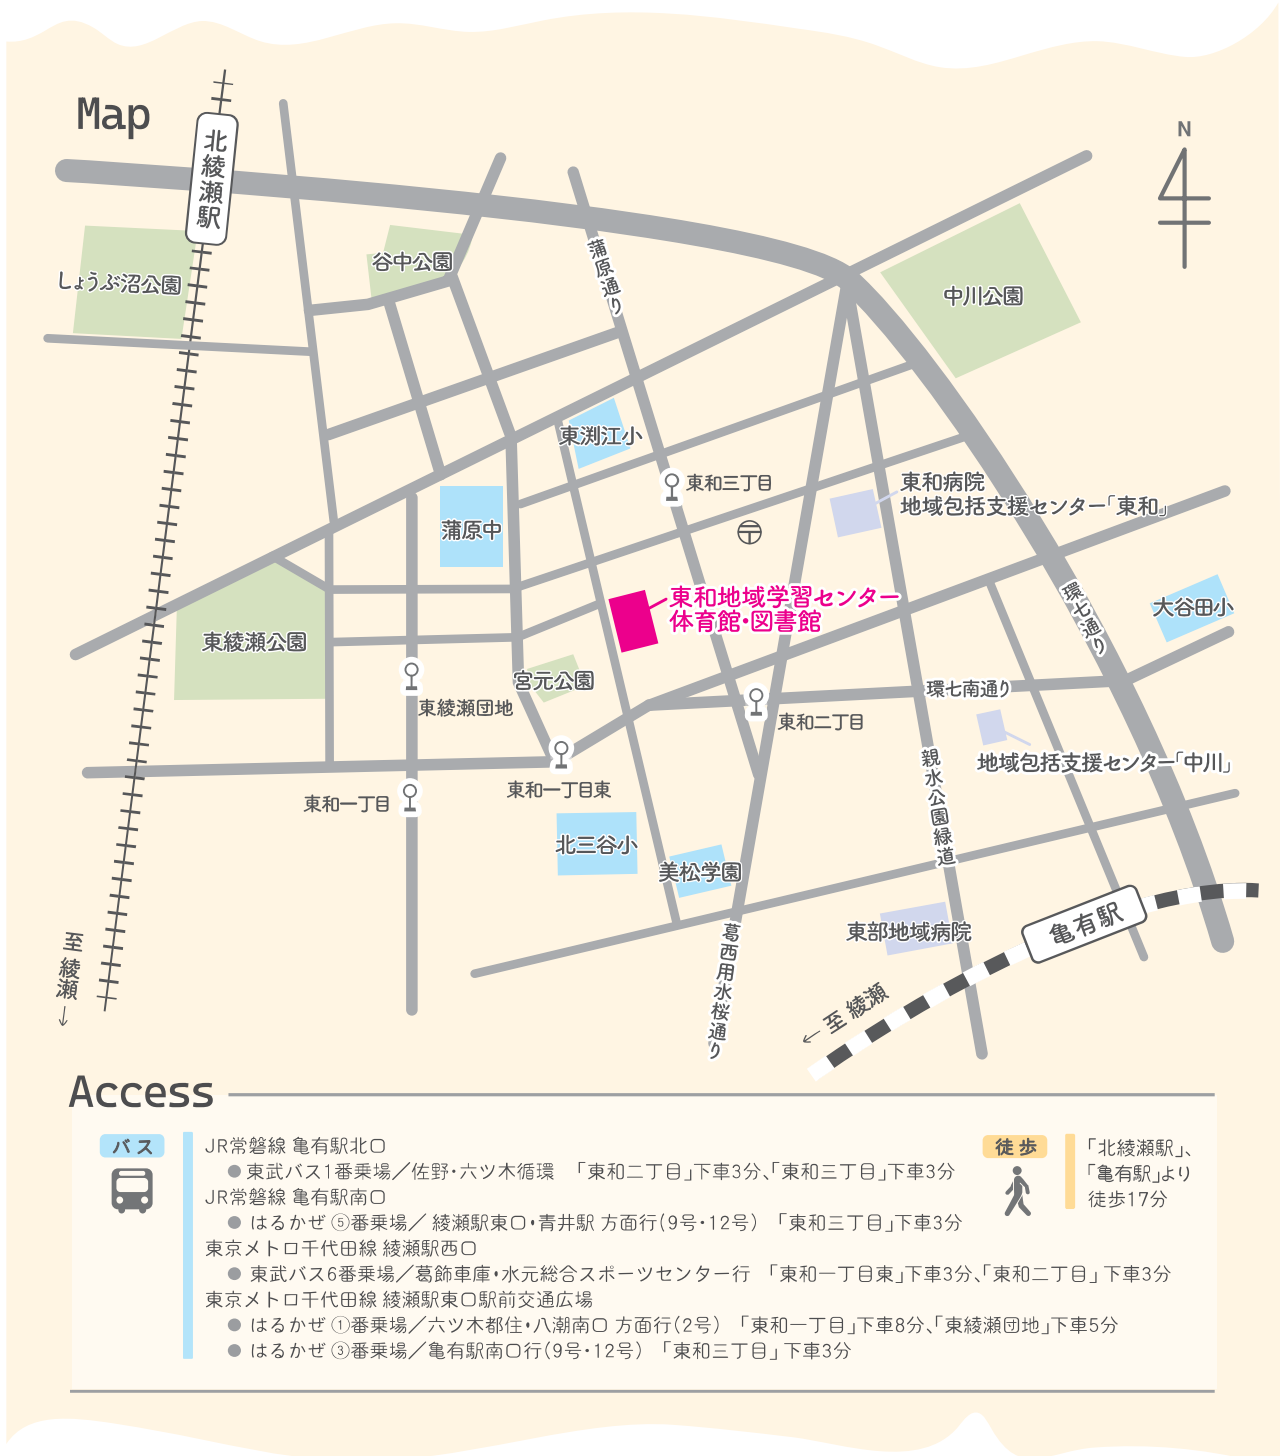 Map
N
北綾瀬駅
しょうぶ沼公園
谷中公園
蒲原通り
中川公園
東渕江小
東和三丁目
東和病院
地域包括支援センター「東和」
蒲原中
〒
東和地域学習センター
体育館・図書館
環七通り
大谷田小
東綾瀬公園
宮元公園
東綾瀬団地
環七南通り
東和二丁目
地域包括支援センター「中川」
親水公園緑道
東和一丁目東
東和一丁目
北三谷小
美松学園
葛西用水桜通り
東部地域病院
亀有駅
至 綾瀬
↓
← 至 綾瀬
Access
バス
JR常磐線 亀有駅北口
●東武バス1番乗場／佐野・六ツ木循環 「東和二丁目」下車3分、「東和三丁目」下車3分
JR常磐線 亀有駅南口
● はるかぜ ⑤番乗場／ 綾瀬駅東口・青井駅 方面行(9号・12号) 「東和三丁目」下車3分
東京メトロ千代田線 綾瀬駅西口
● 東武バス6番乗場／葛飾車庫・水元総合スポーツセンター行 「東和一丁目東」下車3分、「東和二丁目」下車3分
東京メトロ千代田線 綾瀬駅東口駅前交通広場
● はるかぜ ①番乗場／六ツ木都住・八潮南口 方面行(2号) 「東和一丁目」下車8分、「東綾瀬団地」下車5分
● はるかぜ ③番乗場／亀有駅南口行(9号・12号) 「東和三丁目」下車3分
徒歩
「北綾瀬駅」、
「亀有駅」より
徒歩17分